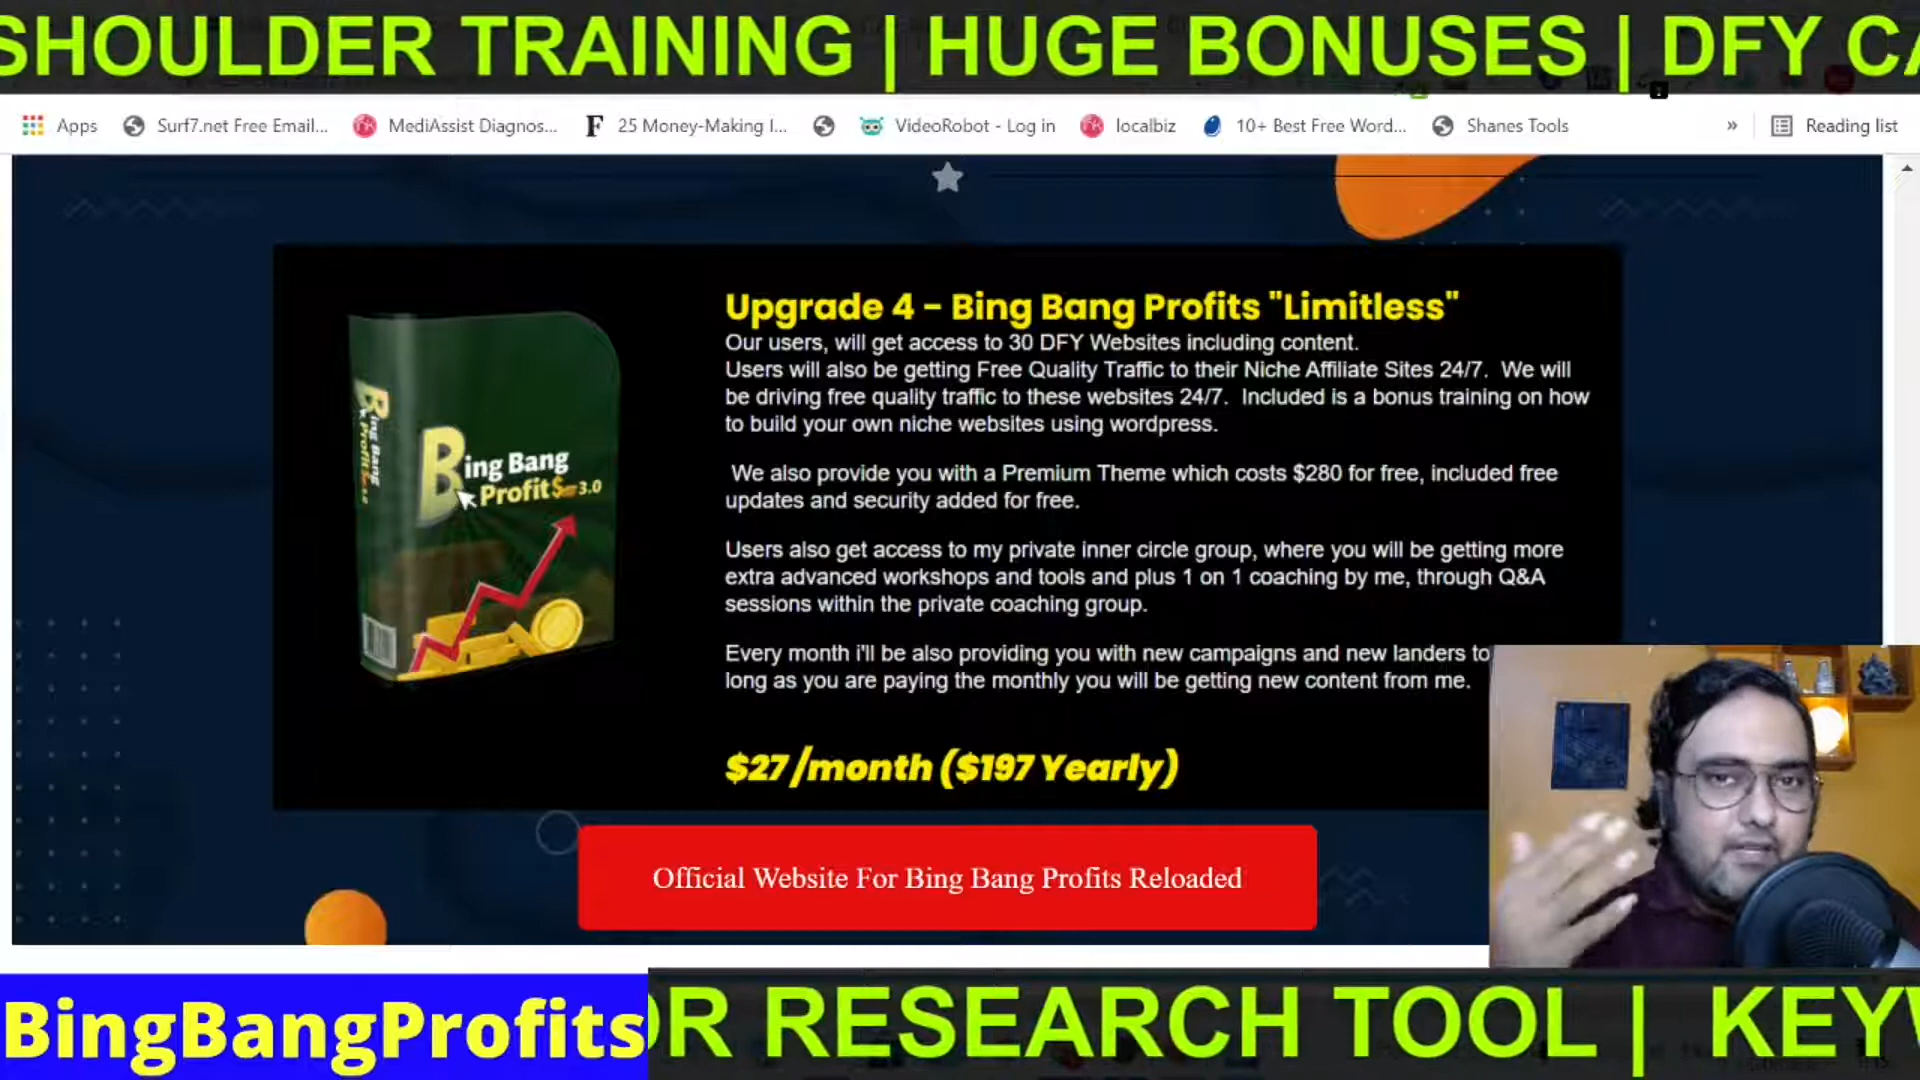 SHOULDER TRAINING | HUGE BONUSES | DFY CA
Apps
Surf7.net Free Email...
MediAssist Diagnos...
25 Money-Making I...
VideoRobot - Log in
localbiz
10+ Best Free Word...
Shanes Tools
»
Reading list
Upgrade 4 - Bing Bang Profits "Limitless"
Our users, will get access to 30 DFY Websites including content.
Users will also be getting Free Quality Traffic to their Niche Affiliate Sites 24/7. We will
be driving free quality traffic to these websites 24/7. Included is a bonus training on how
to build your own niche websites using wordpress.
We also provide you with a Premium Theme which costs $280 for free, included free
updates and security added for free.
Users also get access to my private inner circle group, where you will be getting more
extra advanced workshops and tools and plus 1 on 1 coaching by me, through Q&A
sessions within the private coaching group.
Every month i'll be also providing you with new campaigns and new landers to
long as you are paying the monthly you will be getting new content from me.
$27/month ($197 Yearly)
Bing Bang
Profit$ 3.0
Bing Bang
Official Website For Bing Bang Profits Reloaded
BingBangProfits
OR RESEARCH TOOL | KEYW